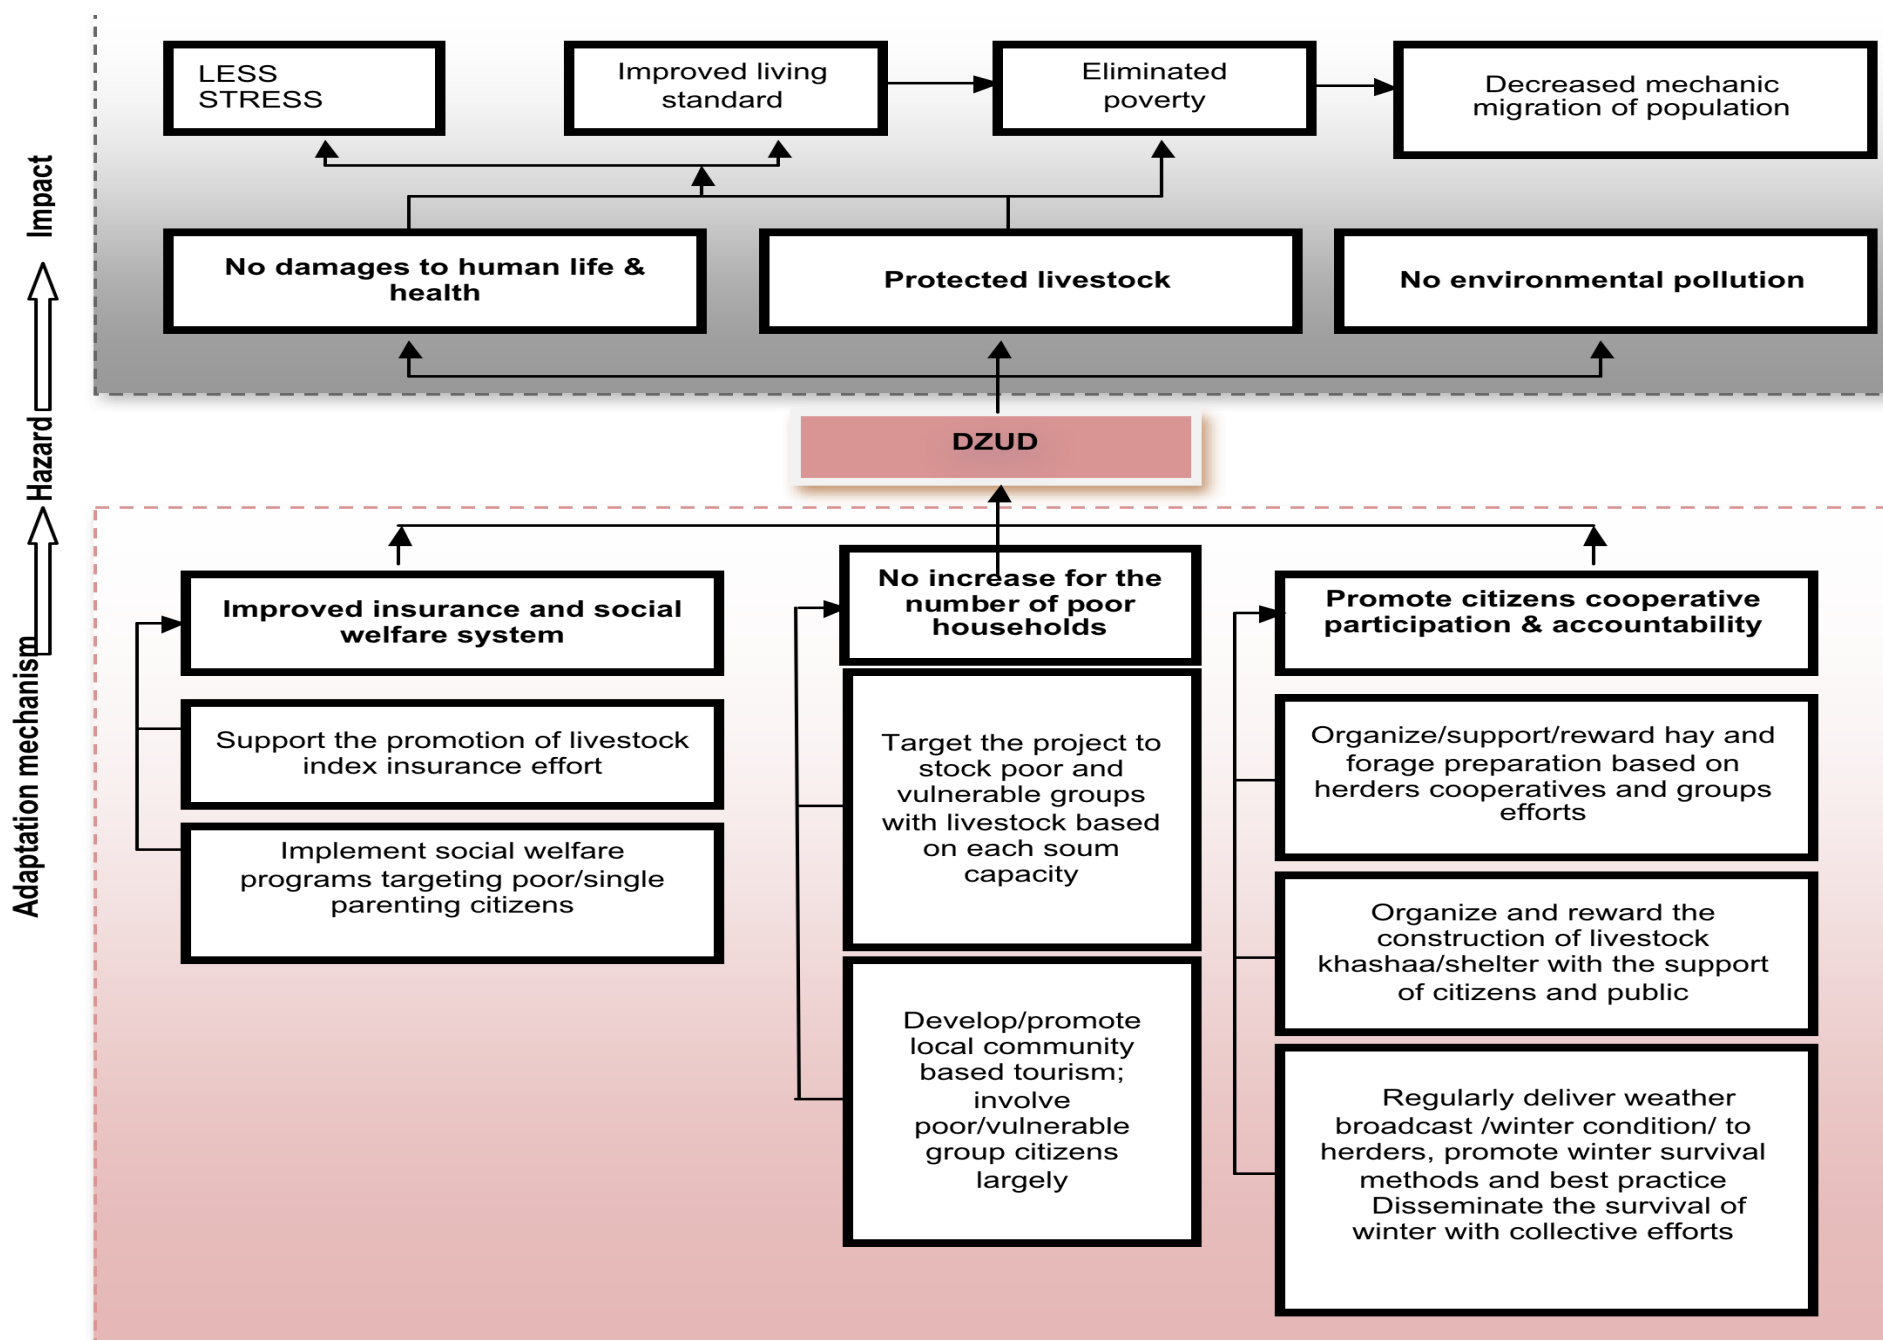 LESS
STRESS
Improved living
standard
Eliminated
poverty
Decreased mechanic
migration of population
Impact
No damages to human life &
health
Protected livestock
No environmental pollution
Hazard
DZUD
Adaptation mechanism
Improved insurance and social
welfare system
Support the promotion of livestock
index insurance effort
Implement social welfare
programs targeting poor/single
parenting citizens
No increase for the
number of poor
households
Target the project to
stock poor and
vulnerable groups
with livestock based
on each soum
capacity
Develop/promote
local community
based tourism;
involve
poor/vulnerable
group citizens
largely
Promote citizens cooperative
participation & accountability
Organize/support/reward hay and
forage preparation based on
herders cooperatives and groups
efforts
Organize and reward the
construction of livestock
khashaa/shelter with the support
of citizens and public
Regularly deliver weather
broadcast /winter condition/ to
herders, promote winter survival
methods and best practice
Disseminate the survival of
winter with collective efforts